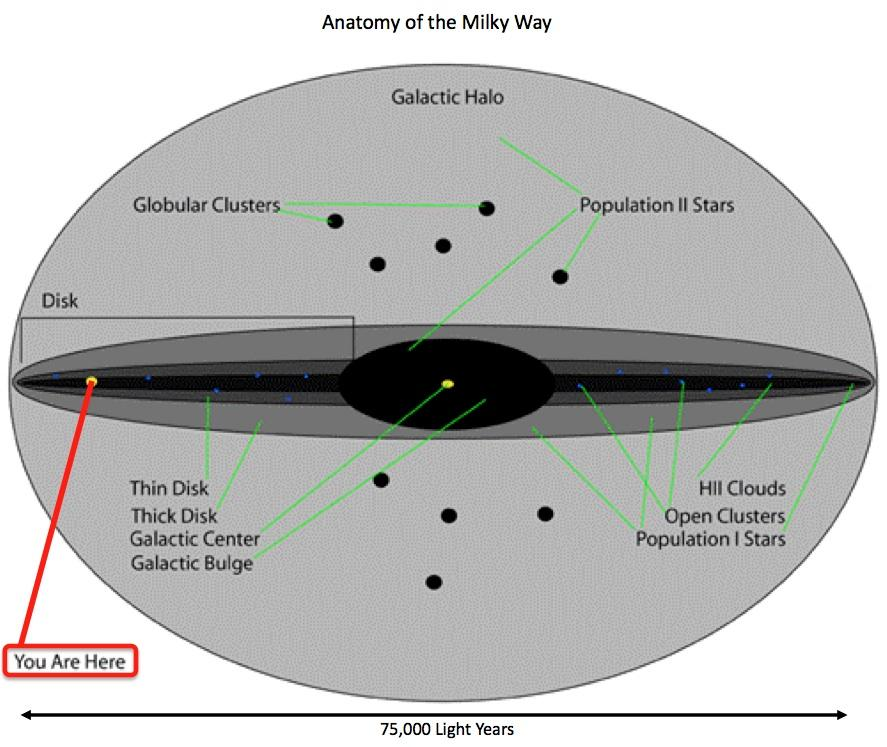 Anatomy of the Milky Way
Galactic Halo
Globular Clusters
Population II Stars
Disk
Thin Disk
Thick Disk
Galactic Center
Galactic Bulge
HII Clouds
Open Clusters
Population I Stars
You Are Here
75,000 Light Years